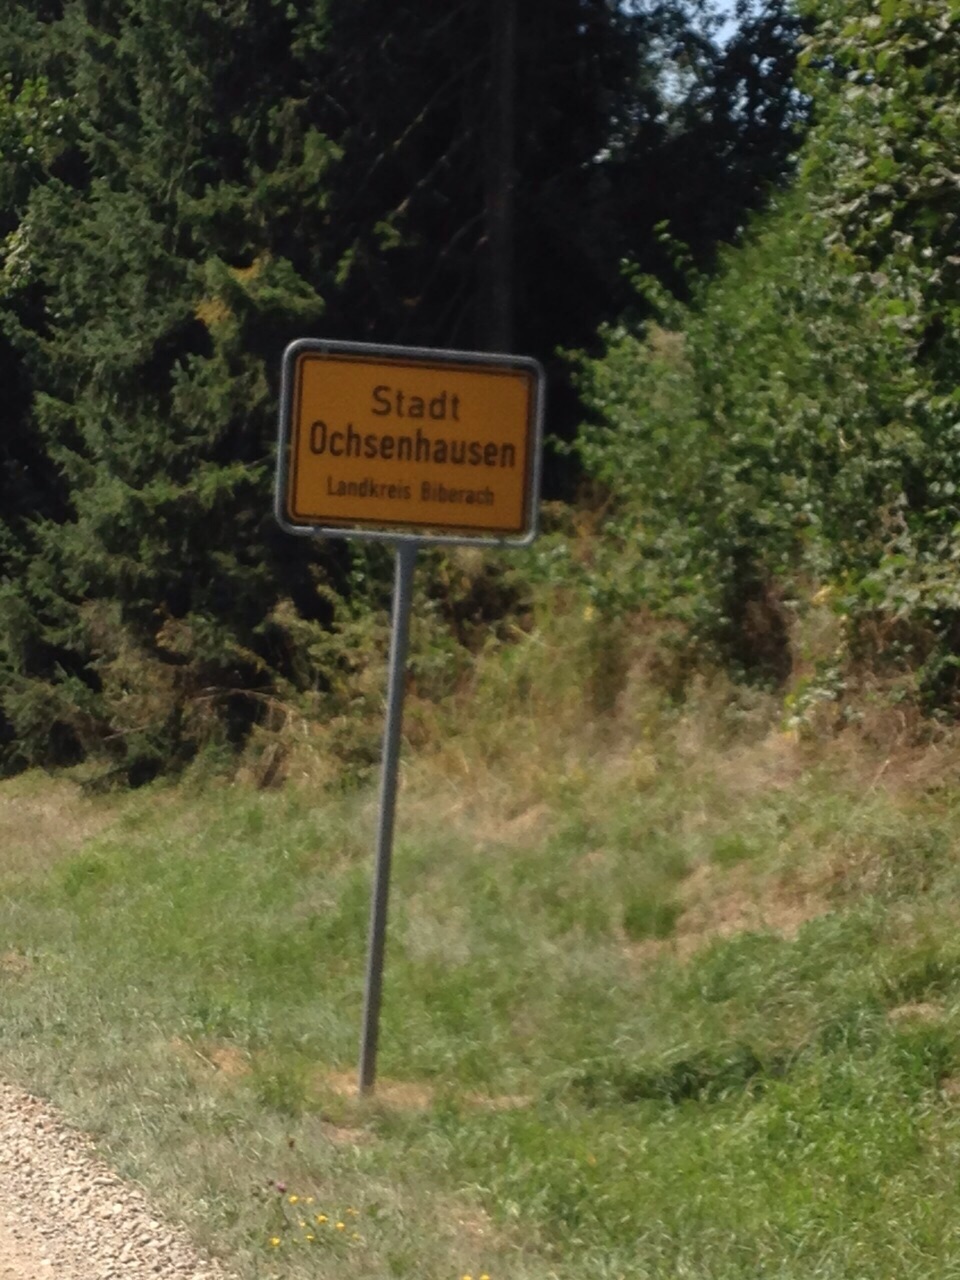 Stadt
Ochsenhausen
Landkreis Biberach